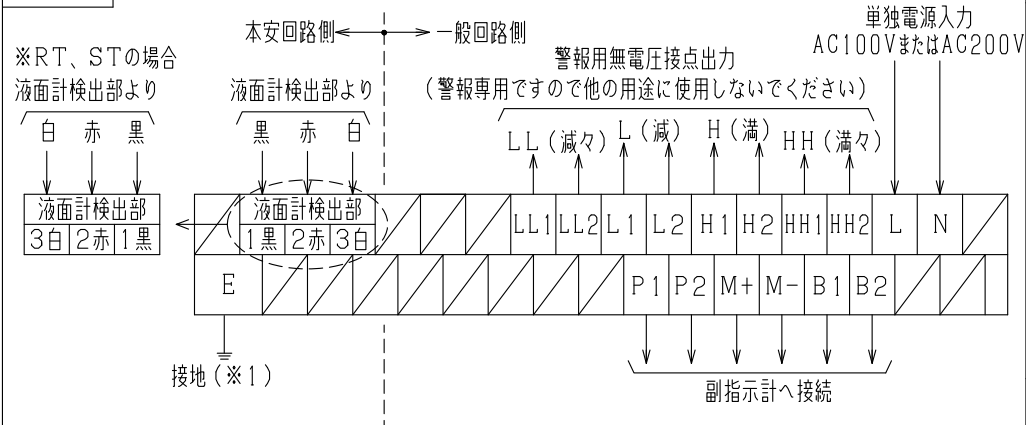 本安回路側 一般回路側
単独電源入力
AC100VまたはAC200V
※RT、STの場合
液面計検出部より
白 赤 黒
液面計検出部より
黒 赤 白
警報用無電圧接点出力
(警報専用ですので他の用途に使用しないでください)
LL(減々) L(減) H(満) HH(満々)
液面計検出部
3白 2赤 1黒
液面計検出部
1黒 2赤 3白
LL1 LL2 L1 L2 H1 H2 HH1 HH2 L N
E P1 P2 M+ M- B1 B2
接地(※1)
副指示計へ接続